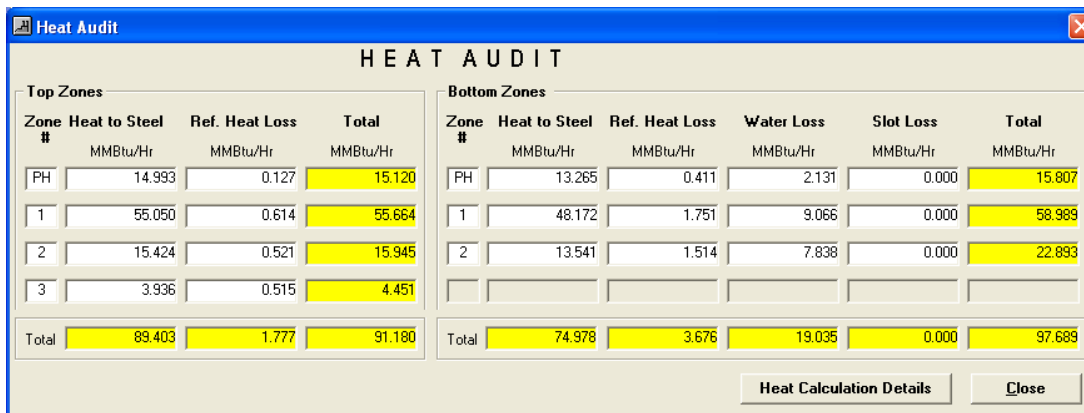 Heat Audit
HEAT AUDIT
Top Zones
Zone # Heat to Steel Ref. Heat Loss Total
MMBtu/Hr MMBtu/Hr MMBtu/Hr
PH 14.993 0.127 15.120
1 55.050 0.614 55.664
2 15.424 0.521 15.945
3 3.936 0.515 4.451
Total 89.403 1.777 91.180
Bottom Zones
Zone # Heat to Steel Ref. Heat Loss Water Loss Slot Loss Total
MMBtu/Hr MMBtu/Hr MMBtu/Hr MMBtu/Hr MMBtu/Hr
PH 13.265 0.411 2.131 0.000 15.807
1 48.172 1.751 9.066 0.000 58.989
2 13.541 1.514 7.838 0.000 22.893
Total 74.978 3.676 19.035 0.000 97.689
Heat Calculation Details Close